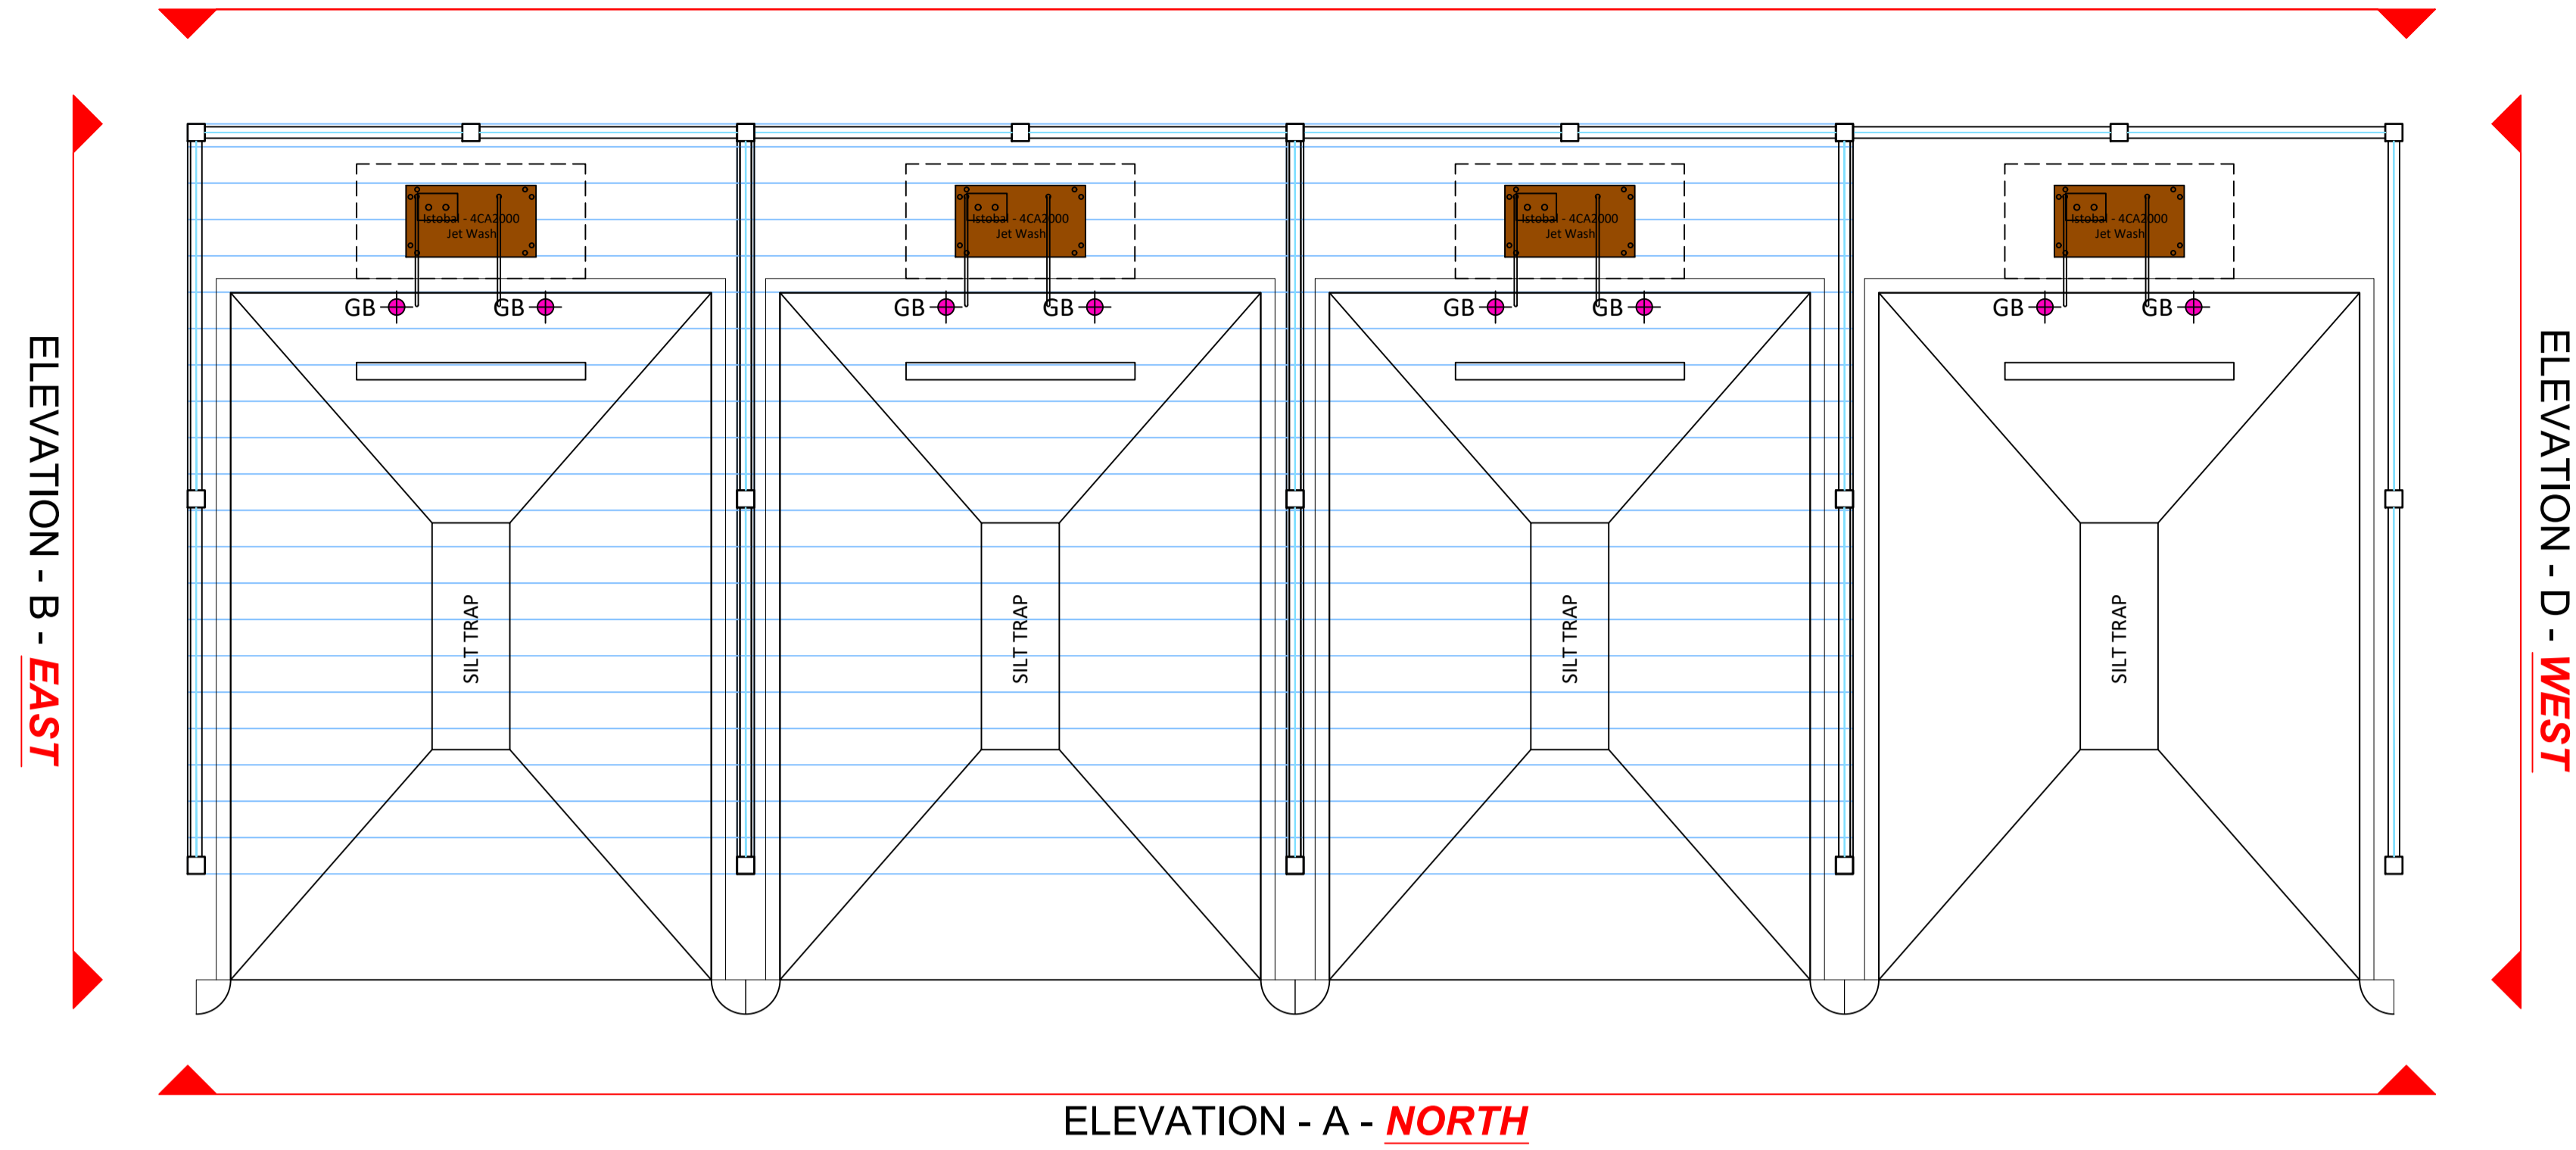 Istobal - 4CA2000
Jet Wash
Istobal - 4CA2000
Jet Wash
Istobal - 4CA2000
Jet Wash
Istobal - 4CA2000
Jet Wash
GB GB GB GB GB GB GB GB
SILT TRAP
SILT TRAP
SILT TRAP
SILT TRAP
ELEVATION - B - EAST
ELEVATION - D - WEST
ELEVATION - A - NORTH